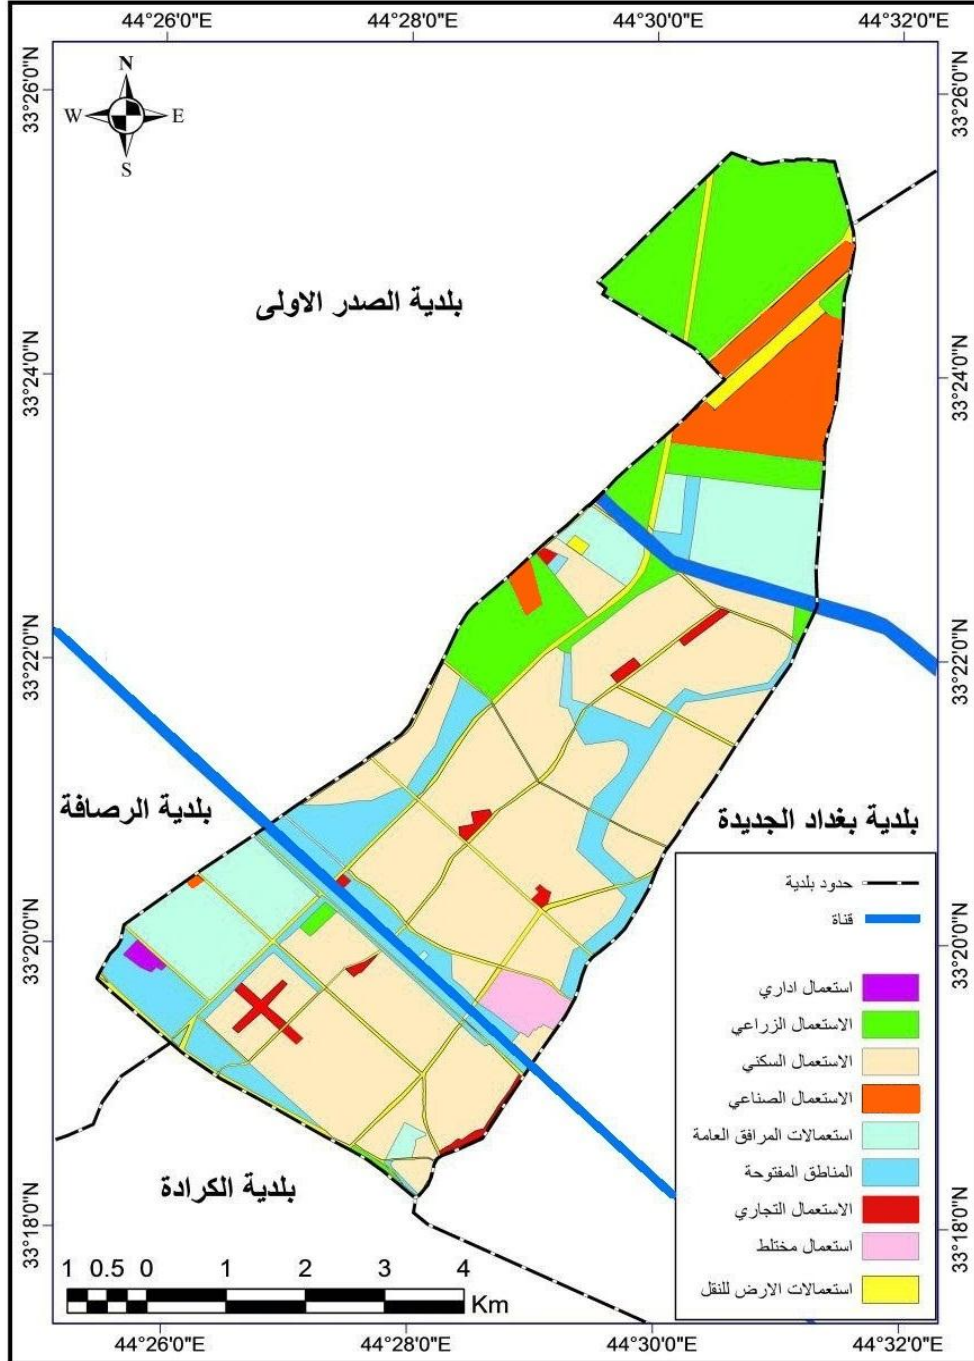 44°26'0"E 44°28'0"E 44°30'0"E 44°32'0"E
33°26'0"N
33°26'0"N
N
W E
S
بلدية الصدر الاولى
33°24'0"N
33°24'0"N
33°22'0"N
33°22'0"N
بلدية الرصافة
بلدية بغداد الجديدة
حدود بلدية
قناة
33°20'0"N
33°20'0"N
استعمال اداري
الاستعمال الزراعي
الاستعمال السكني
الاستعمال الصناعي
استعمالات المرافق العامة
المناطق المفتوحة
الاستعمال التجاري
استعمال مختلط
استعمالات الارض للنقل
بلدية الكرادة
33°18'0"N
33°18'0"N
1 0.5 0 1 2 3 4
Km
44°26'0"E 44°28'0"E 44°30'0"E 44°32'0"E